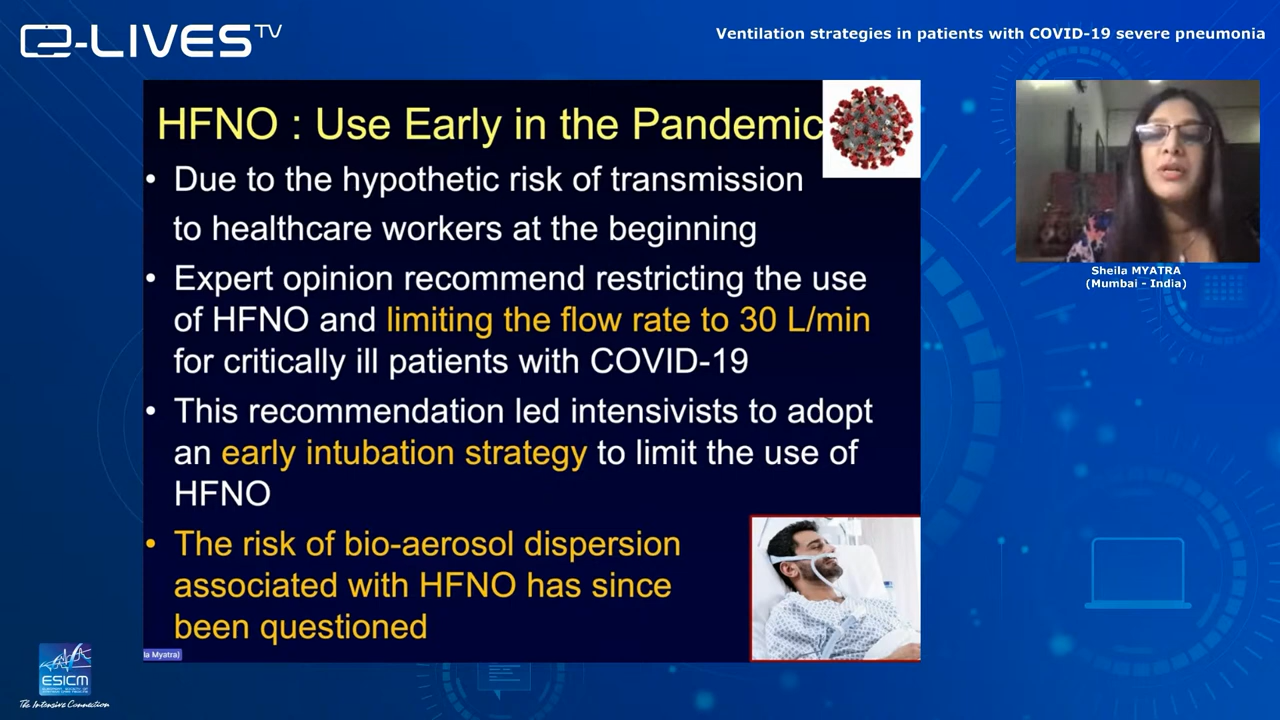 e-LIVES TV
Ventilation strategies in patients with COVID-19 severe pneumonia
HFNO : Use Early in the Pandemic
• Due to the hypothetic risk of transmission
to healthcare workers at the beginning
• Expert opinion recommend restricting the use
of HFNO and limiting the flow rate to 30 L/min
for critically ill patients with COVID-19
• This recommendation led intensivists to adopt
an early intubation strategy to limit the use of
HFNO
• The risk of bio-aerosol dispersion
associated with HFNO has since
been questioned
Sheila MYATRA
(Mumbai - India)
la Myatra)
ESICM
The Intensive Connection